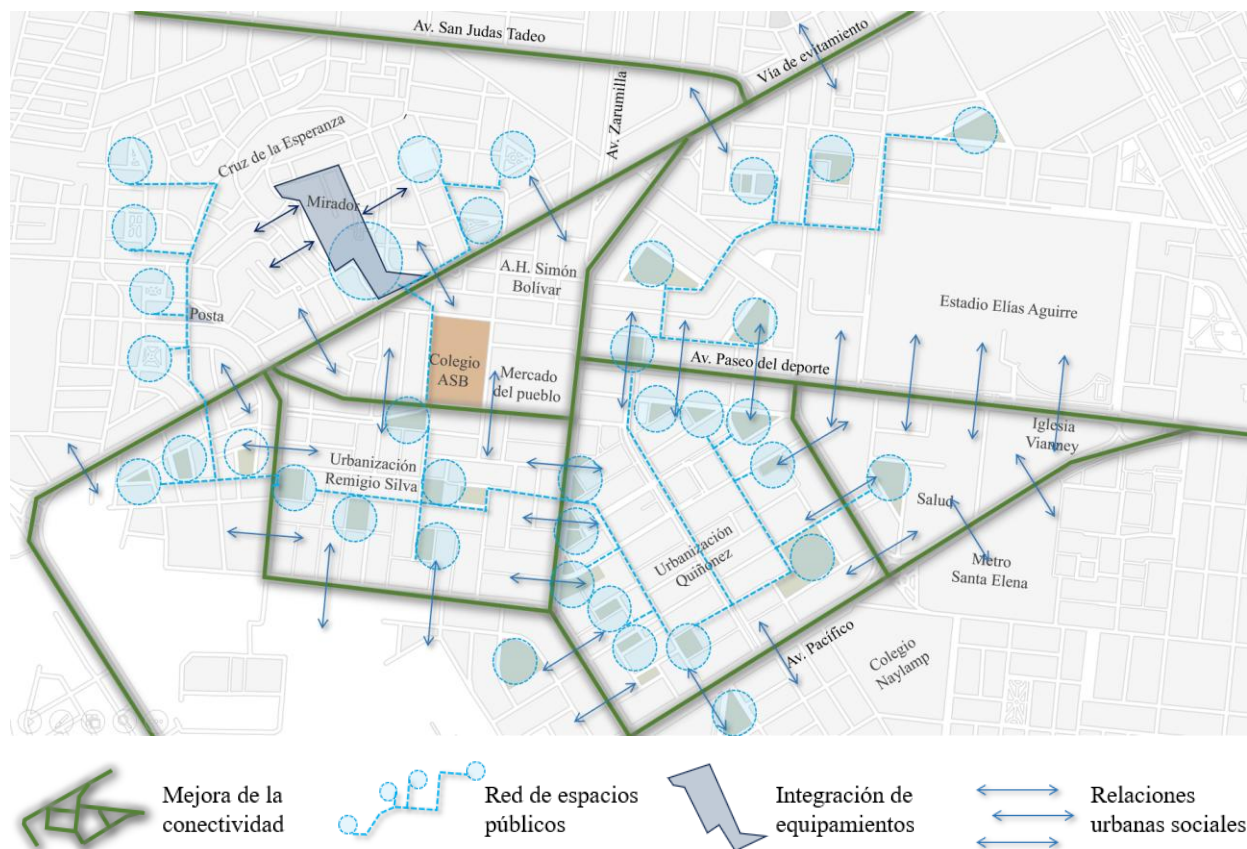 Av. San Judas Tadeo
Vía de evitamiento
Av. Zarumilla
Cruz de la Esperanza
Mirador
A.H. Simón
Bolívar
Estadio Elías Aguirre
Posta
Av. Paseo del deporte
Colegio
ASB
Mercado
del pueblo
Iglesia
Vianney
Urbanización
Remigio Silva
Salud
Urbanización
Quiñónez
Metro
Santa Elena
Av. Pacífico
Colegio
Naylamp
Mejora de la
conectividad
Red de espacios
públicos
Integración de
equipamientos
Relaciones
urbanas sociales